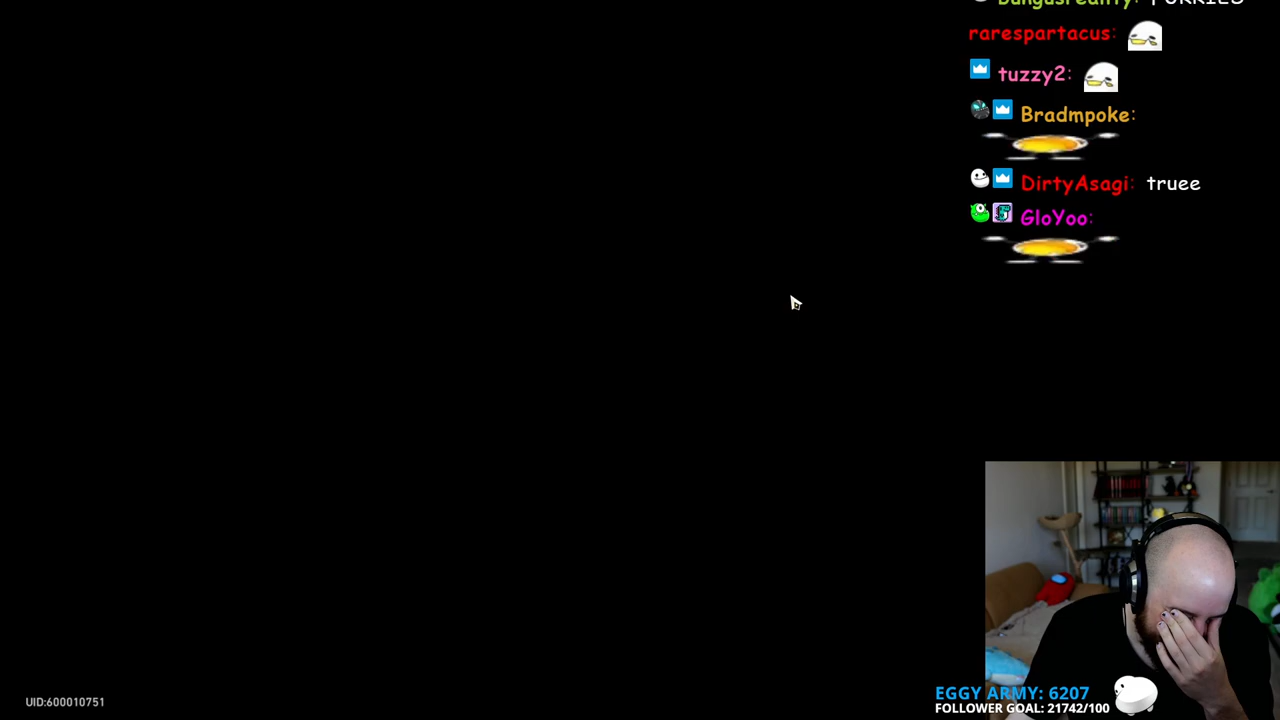 rarespartacus:
tuzzy2:
Bradmpoke:
DirtyAsagi: truee
GloYoo:
EGGY ARMY: 6207
FOLLOWER GOAL: 21742/100
UID:600010751